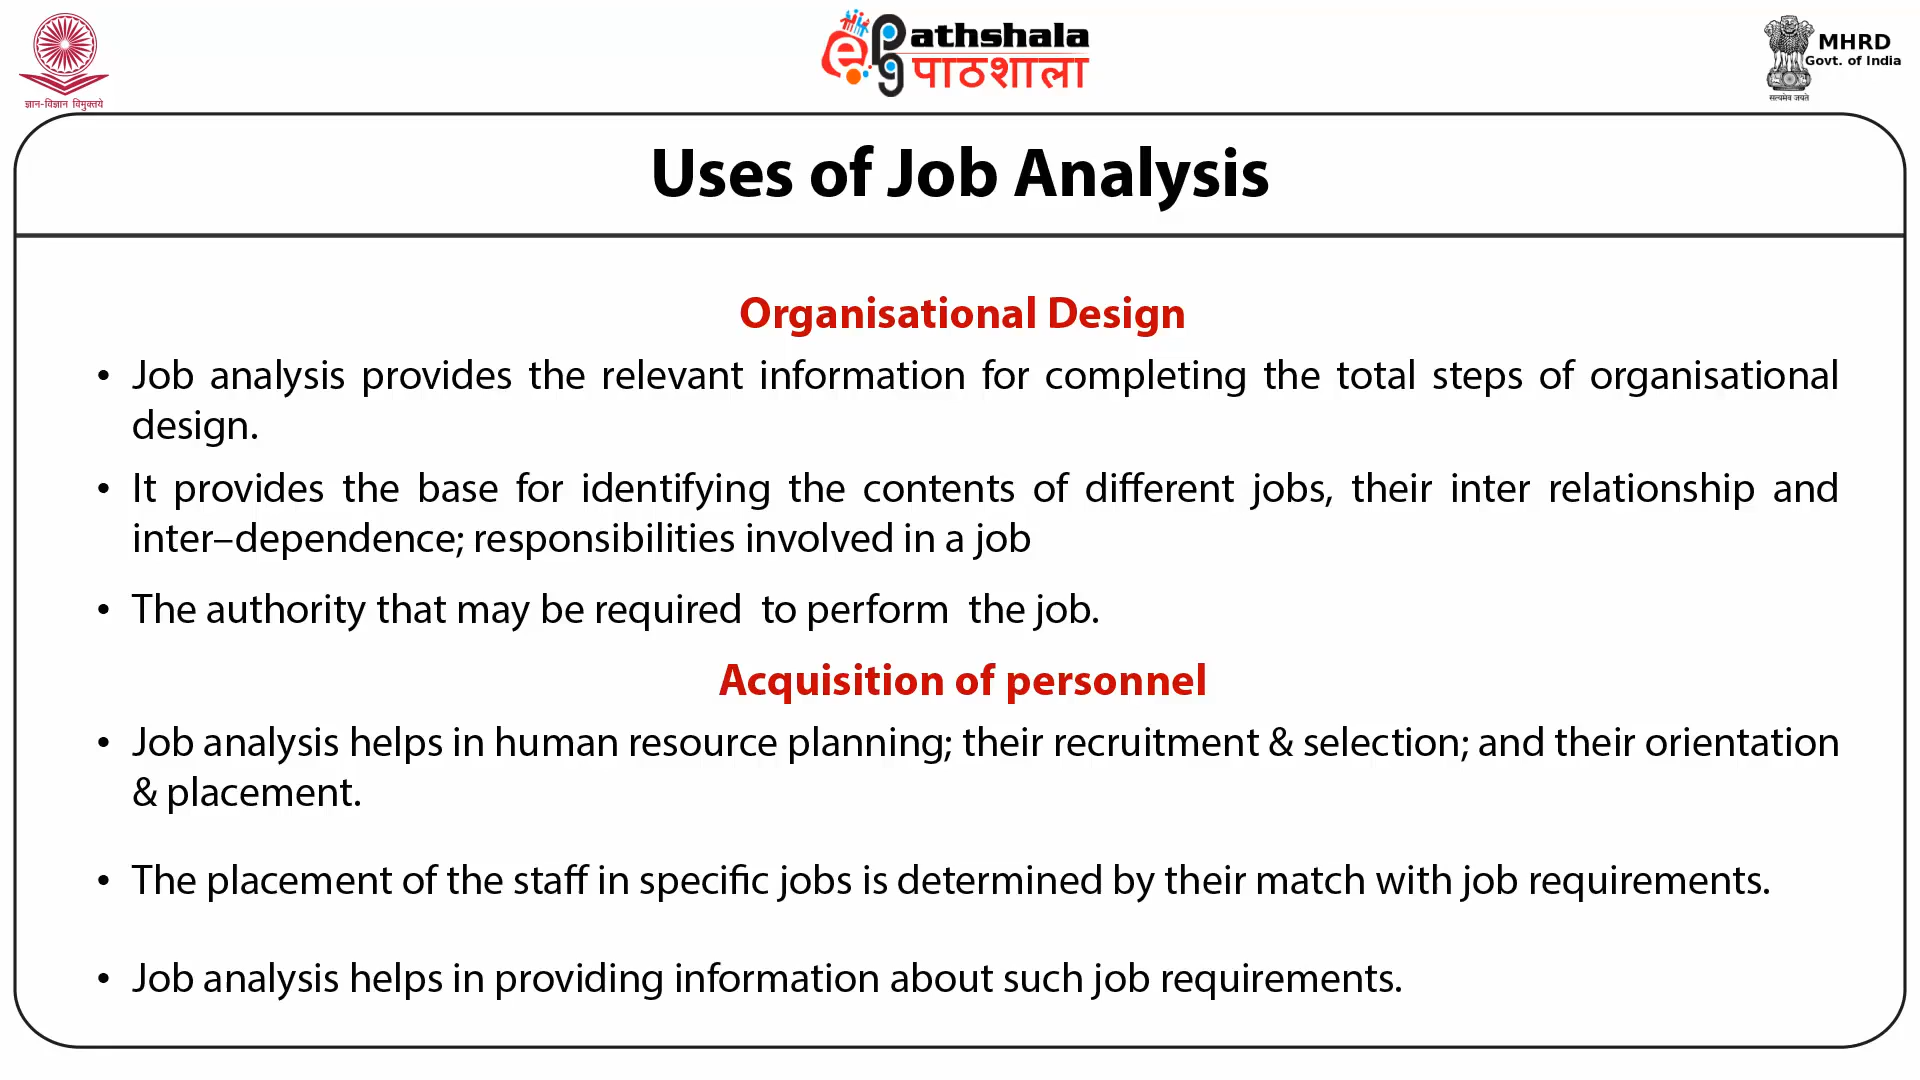 ज्ञान-विज्ञान विमुक्तये
ePg
athshala
पाठशाला
MHRD
Govt. of India
सत्यमेव जयते
Uses of Job Analysis
Organisational Design
• Job analysis provides the relevant information for completing the total steps of organisational
design.
• It provides the base for identifying the contents of different jobs, their inter relationship and
inter–dependence; responsibilities involved in a job
• The authority that may be required  to perform  the job.
Acquisition of personnel
• Job analysis helps in human resource planning; their recruitment & selection; and their orientation
& placement.
• The placement of the staff in specific jobs is determined by their match with job requirements.
• Job analysis helps in providing information about such job requirements.